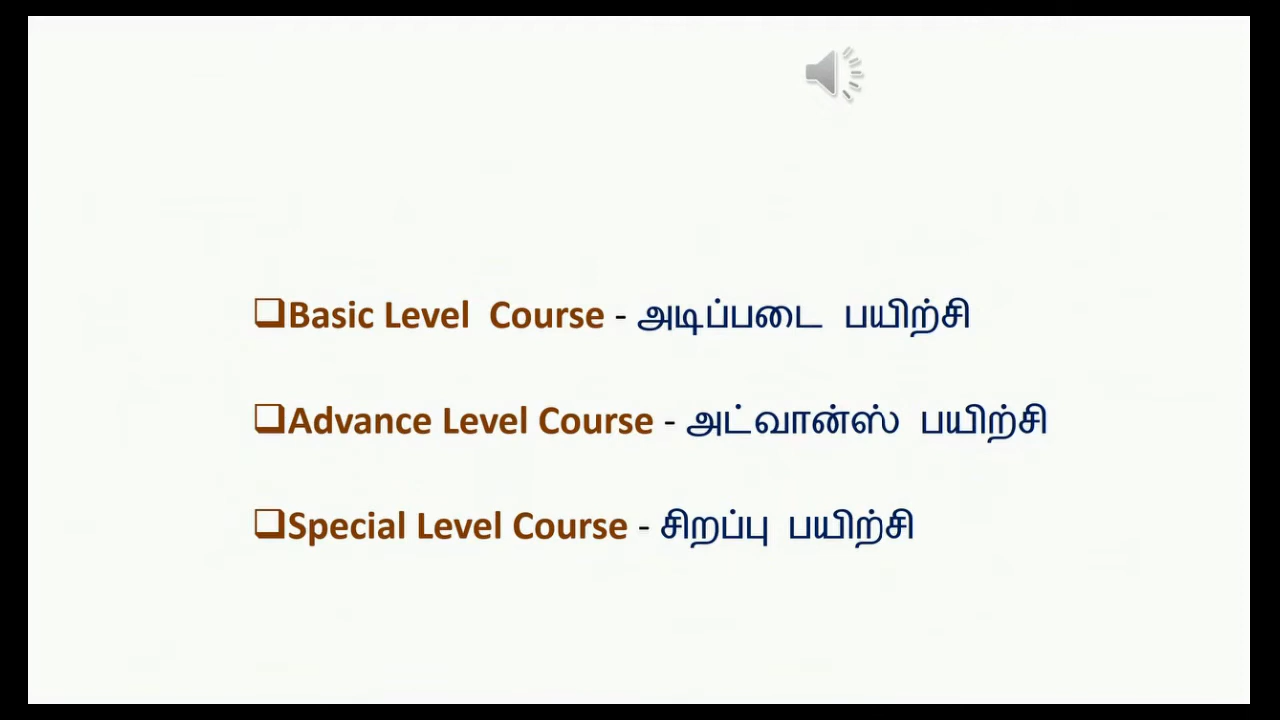 Basic Level Course - அடிப்படை பயிற்சி
Advance Level Course - அட்வான்ஸ் பயிற்சி
Special Level Course - சிறப்பு பயிற்சி